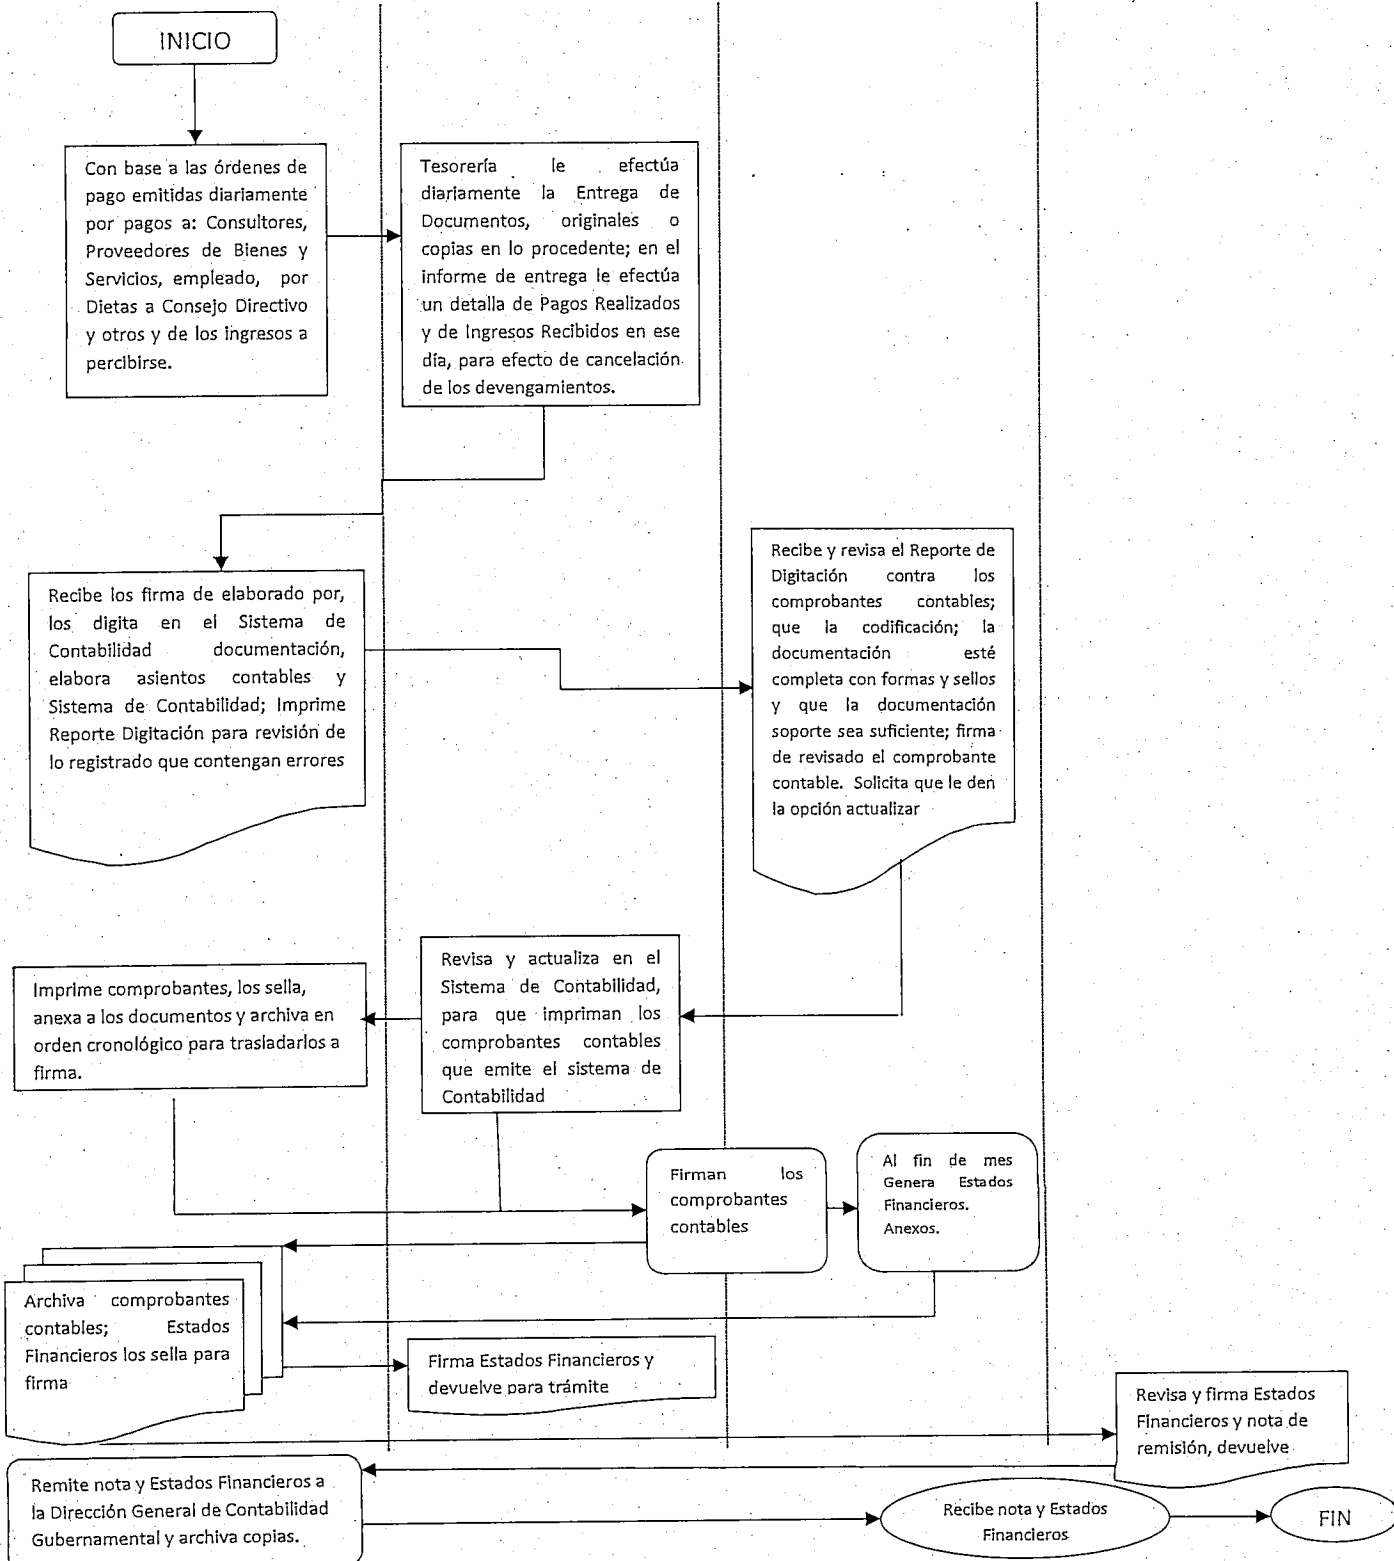 INICIO
Con base a las órdenes de
pago emitidas diariamente
por pagos a: Consultores,
Proveedores de Bienes y
Servicios, empleado, por
Dietas a Consejo Directivo
y otros y de los ingresos a
percibirse.
Tesorería le efectúa
diariamente la Entrega de
Documentos, originales o
copias en lo procedente; en el
informe de entrega le efectúa
un detalla de Pagos Realizados
y de Ingresos Recibidos en ese
día, para efecto de cancelación
de los devengamientos.
Recibe los firma de elaborado por,
los digita en el Sistema de
Contabilidad documentación,
elabora asientos contables y
Sistema de Contabilidad; Imprime
Reporte Digitación para revisión de
lo registrado que contengan errores
Recibe y revisa el Reporte de
Digitación contra los
comprobantes contables;
que la codificación; la
documentación esté
completa con formas y sellos
y que la documentación
soporte sea suficiente; firma
de revisado el comprobante
contable. Solicita que le den
la opción actualizar
Revisa y actualiza en el
Sistema de Contabilidad,
para que impriman los
comprobantes contables
que emite el sistema de
Contabilidad
Imprime comprobantes, los sella,
anexa a los documentos y archiva en
orden cronológico para trasladarlos a
firma.
Firman los
comprobantes
contables
Al fin de mes
Genera Estados
Financieros.
Anexos.
Archiva comprobantes
contables; Estados
Financieros los sella para
firma
Firma Estados Financieros y
devuelve para trámite
Revisa y firma Estados
Financieros y nota de
remisión, devuelve
Remite nota y Estados Financieros a
la Dirección General de Contabilidad
Gubernamental y archiva copias.
Recibe nota y Estados
Financieros
FIN